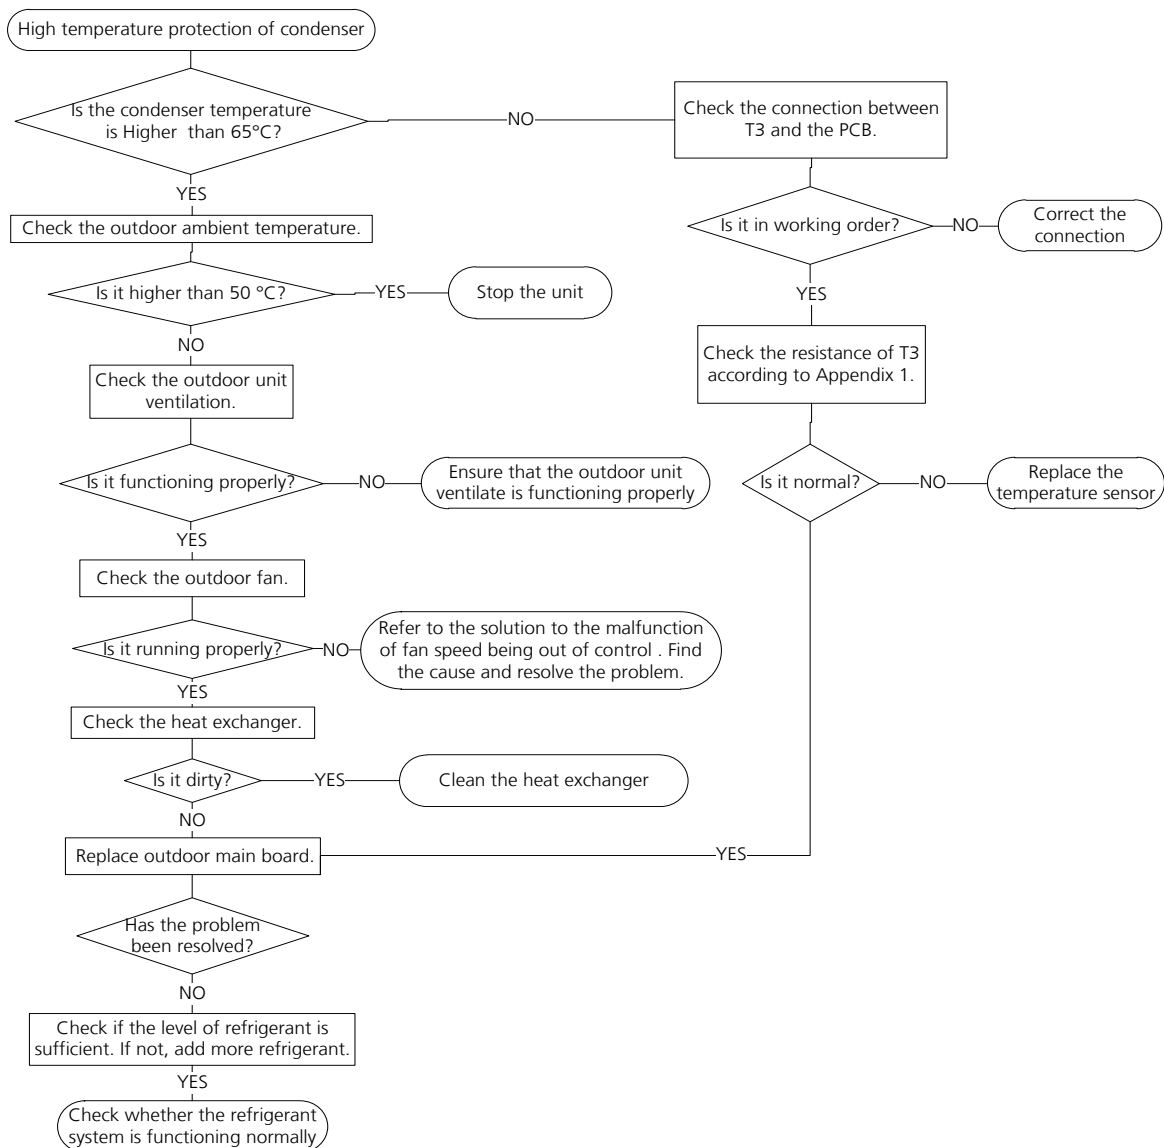 High temperature protection of condenser
Is the condenser temperature
is Higher than 65°C?
NO
Check the connection between
T3 and the PCB.
YES
Check the outdoor ambient temperature.
Is it in working order?
NO
Correct the
connection
Is it higher than 50 °C?
YES
Stop the unit
YES
NO
Check the outdoor unit
ventilation.
Check the resistance of T3
according to Appendix 1.
Is it functioning properly?
NO
Ensure that the outdoor unit
ventilate is functioning properly
Is it normal?
NO
Replace the
temperature sensor
YES
Check the outdoor fan.
Is it running properly?
NO
Refer to the solution to the malfunction
of fan speed being out of control . Find
the cause and resolve the problem.
YES
Check the heat exchanger.
Is it dirty?
YES
Clean the heat exchanger
NO
Replace outdoor main board.
YES
Has the problem
been resolved?
NO
Check if the level of refrigerant is
sufficient. If not, add more refrigerant.
YES
Check whether the refrigerant
system is functioning normally